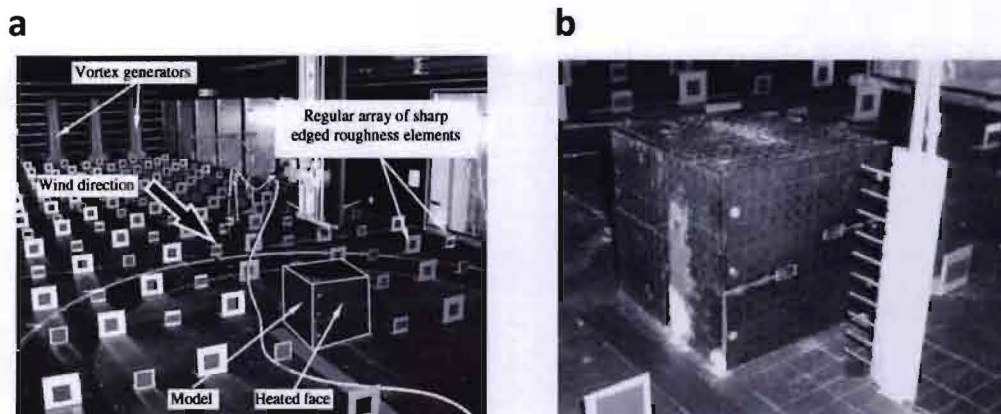 a
b
Vortex generators
Regular array of sharp
edged roughness elements
Wind direction
Model
Heated face